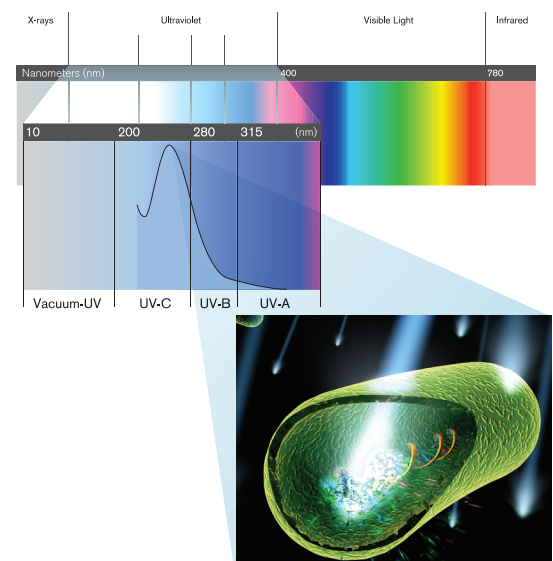 X-rays Ultraviolet Visible Light Infrared
Nanometers (nm) 400 780
10 200 280 315 (nm)
Vacuum-UV UV-C UV-B UV-A